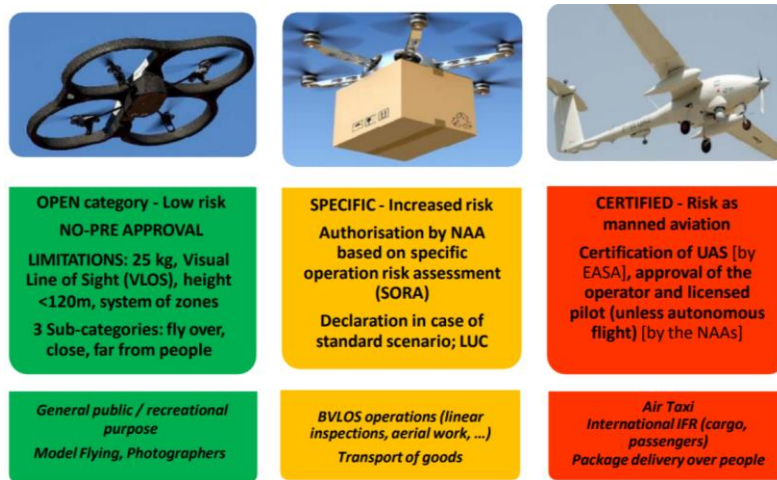 OPEN category - Low risk
NO-PRE APPROVAL
LIMITATIONS: 25 kg, Visual
Line of Sight (VLOS), height
<120m, system of zones
3 Sub-categories: fly over,
close, far from people
General public / recreational
purpose
Model Flying, Photographers
SPECIFIC - Increased risk
Authorisation by NAA
based on specific
operation risk assessment
(SORA)
Declaration in case of
standard scenario; LUC
BVLOS operations (linear
inspections, aerial work, ...)
Transport of goods
CERTIFIED - Risk as
manned aviation
Certification of UAS [by
EASA], approval of the
operator and licensed
pilot (unless autonomous
flight) [by the NAAs]
Air Taxi
International IFR (cargo,
passengers)
Package delivery over people